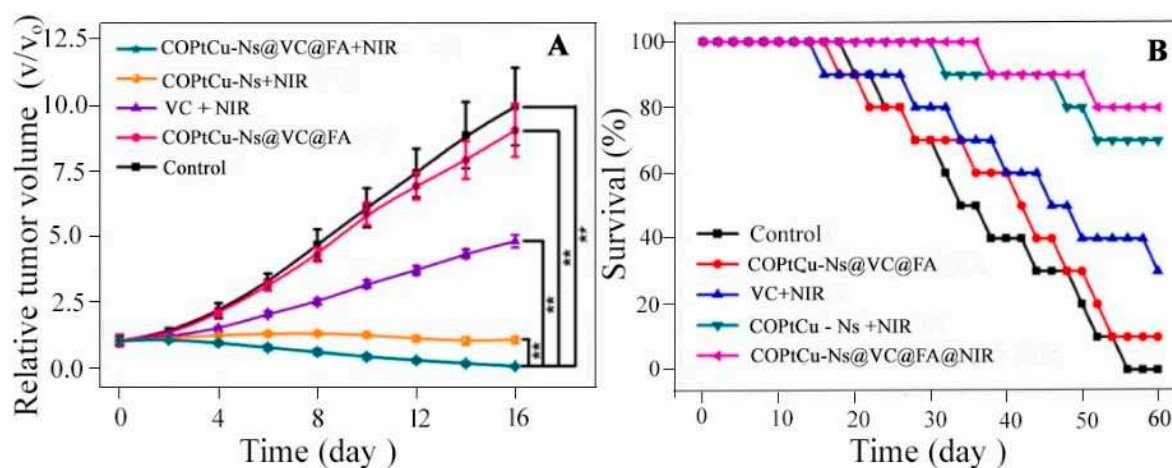 Relative tumor volume (v/vo)
12.5
10.0
7.5
5.0
2.5
0.0
A
COPtCu-Ns@VC@FA+NIR
COPtCu-Ns+NIR
VC + NIR
COPtCu-Ns@VC@FA
Control
**
**
**
**
0
4
8
12
16
Time (day )
Survival (%)
100
80
60
40
20
0
B
Control
COPtCu-Ns@VC@FA
VC+NIR
COPtCu - Ns +NIR
COPtCu-Ns@VC@FA@NIR
0
10
20
30
40
50
60
Time (day )